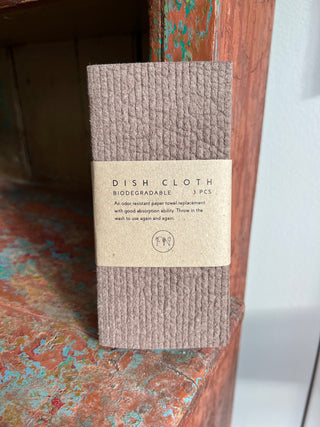 DISH CLOTH
BIODEGRADABLE 3 PCS
An odor resistant paper towel replacement
with good absorption ability. Throw in the
wash to use again and again.